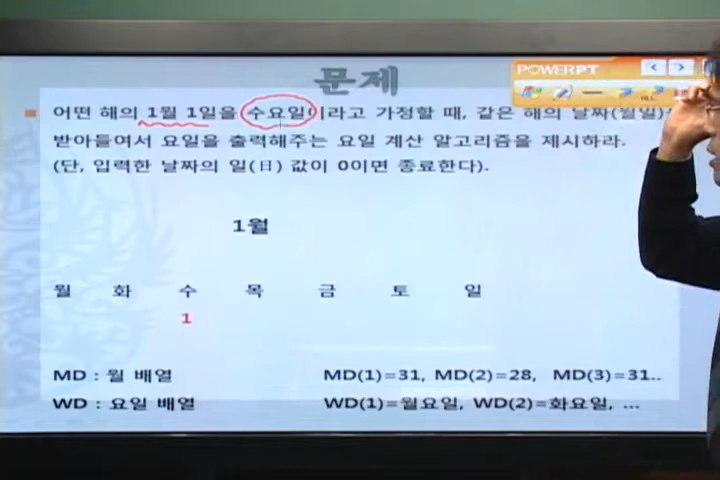 문제
POWERPT
어떤 해의 1월 1일을 수요일이라고 가정할 때, 같은 해의 날짜(월일)
받아들여서 요일을 출력해주는 요일 계산 알고리즘을 제시하라.
(단, 입력한 날짜의 일(日) 값이 0이면 종료한다).
1월
월 화 수 목 금 토 일
1
MD : 월 배열 MD(1)=31, MD(2)=28, MD(3)=31..
WD : 요일 배열 WD(1)=월요일, WD(2)=화요일, ...